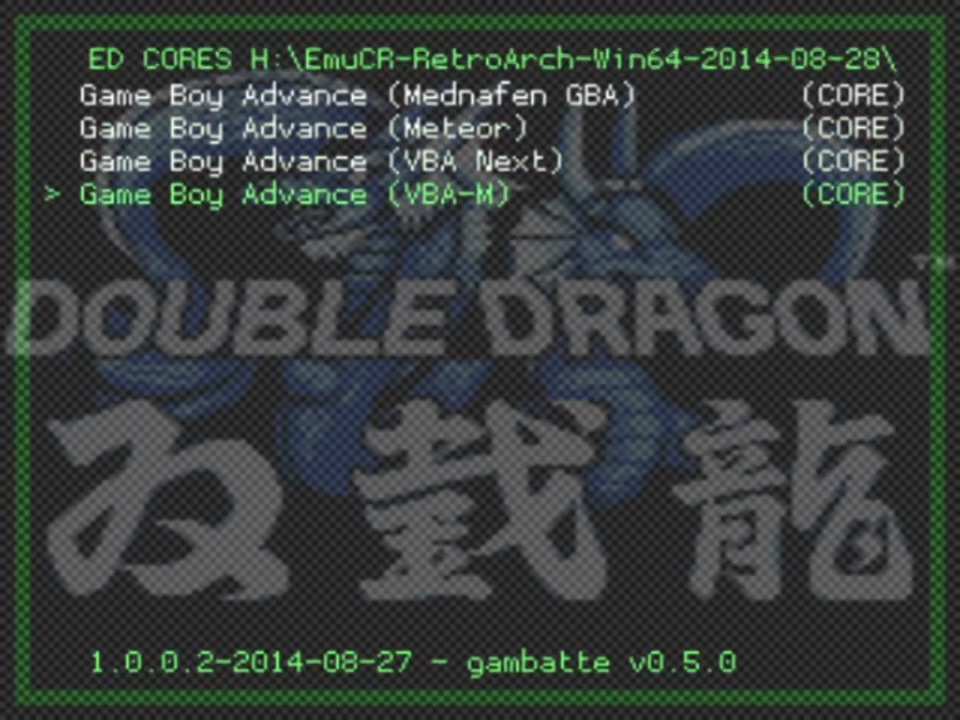 ED CORES H:\EmuCR-RetroArch-Win64-2014-08-28\
Game Boy Advance (Mednafen GBA) (CORE)
Game Boy Advance (Meteor) (CORE)
Game Boy Advance (VBA Next) (CORE)
> Game Boy Advance (VBA-M) (CORE)
DOUBLE DRAGON
双截龍
1.0.0.2-2014-08-27 - gambatte v0.5.0